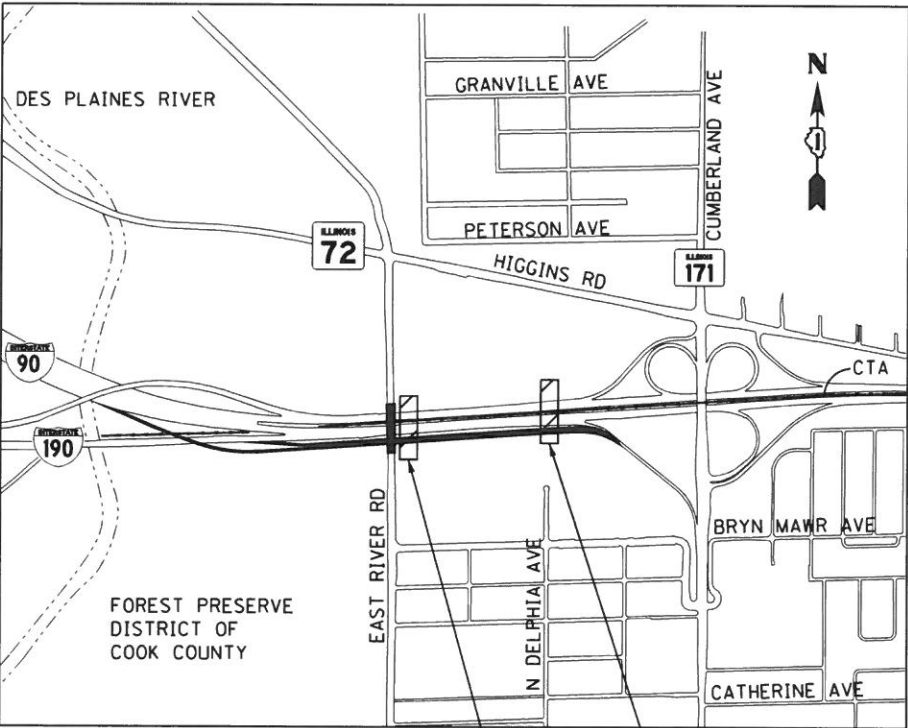 DES PLAINES RIVER
GRANVILLE AVE
CUMBERLAND AVE
N
1
PETERSON AVE
ILLINOIS
72
HIGGINS RD
ILLINOIS
171
INTERSTATE
90
CTA
INTERSTATE
190
EAST RIVER RD
N DELPHIA AVE
BRYN MAWR AVE
FOREST PRESERVE
DISTRICT OF
COOK COUNTY
CATHERINE AVE